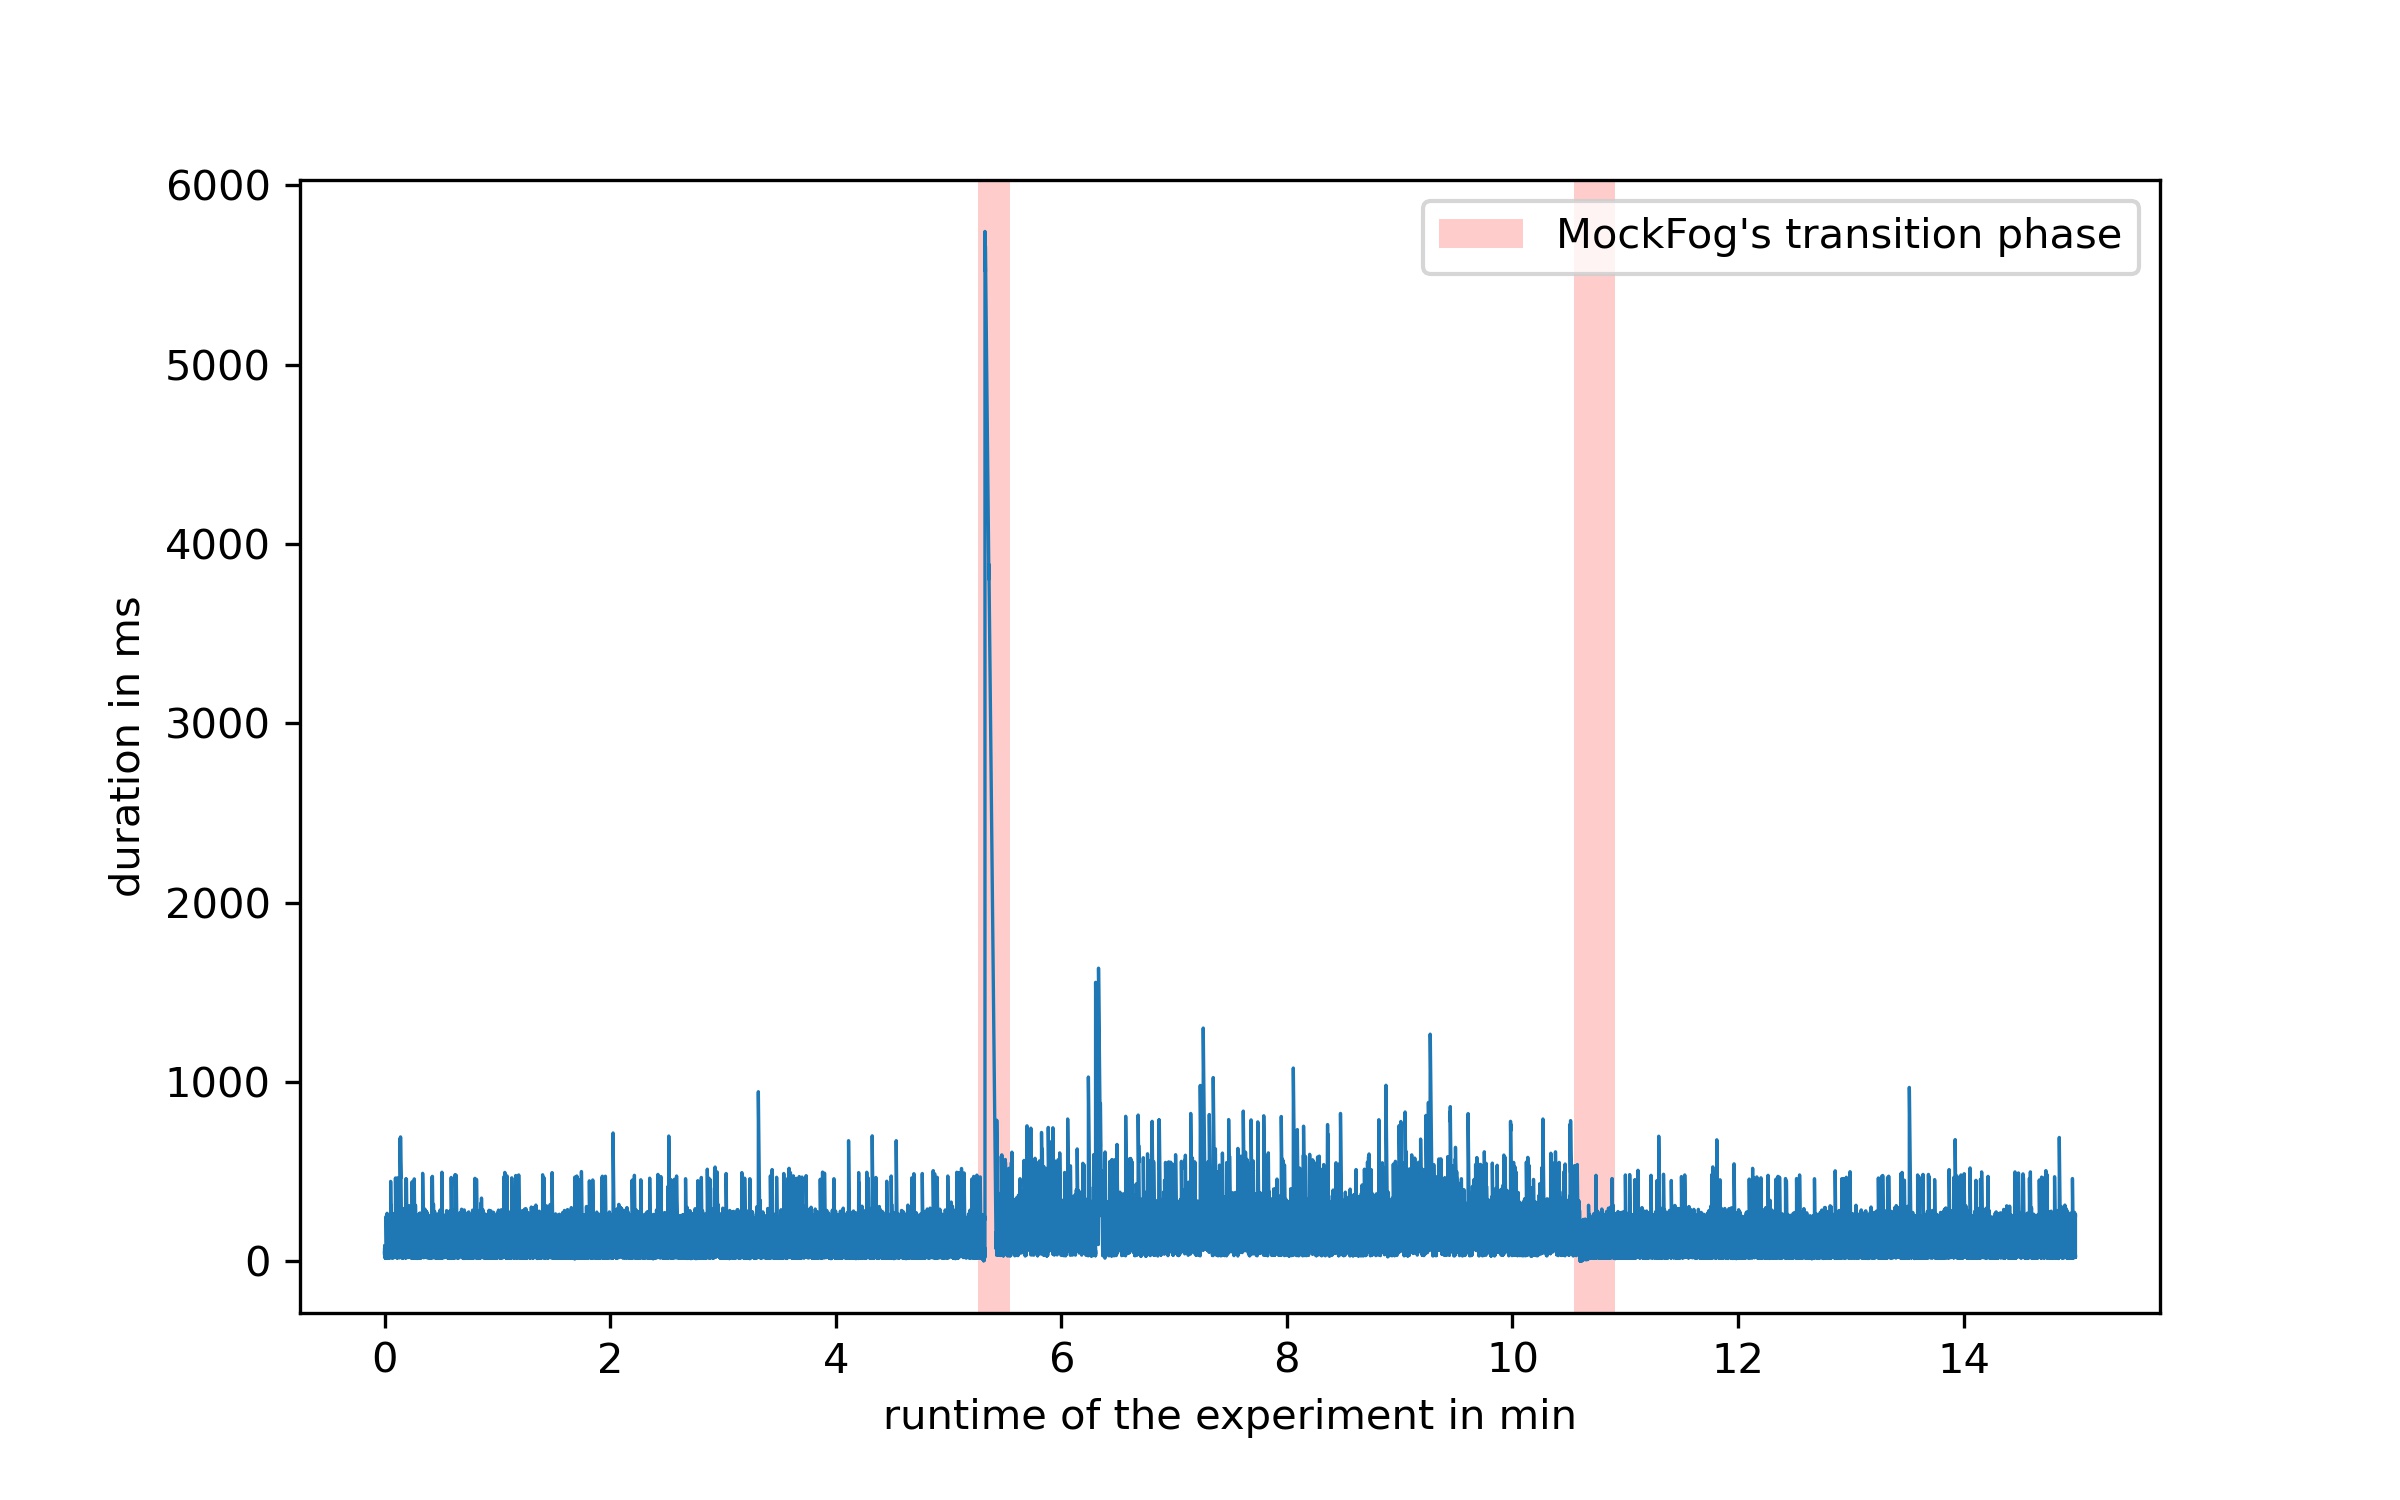 6000
5000
4000
3000
2000
1000
0
duration in ms
MockFog's transition phase
0 2 4 6 8 10 12 14
runtime of the experiment in min